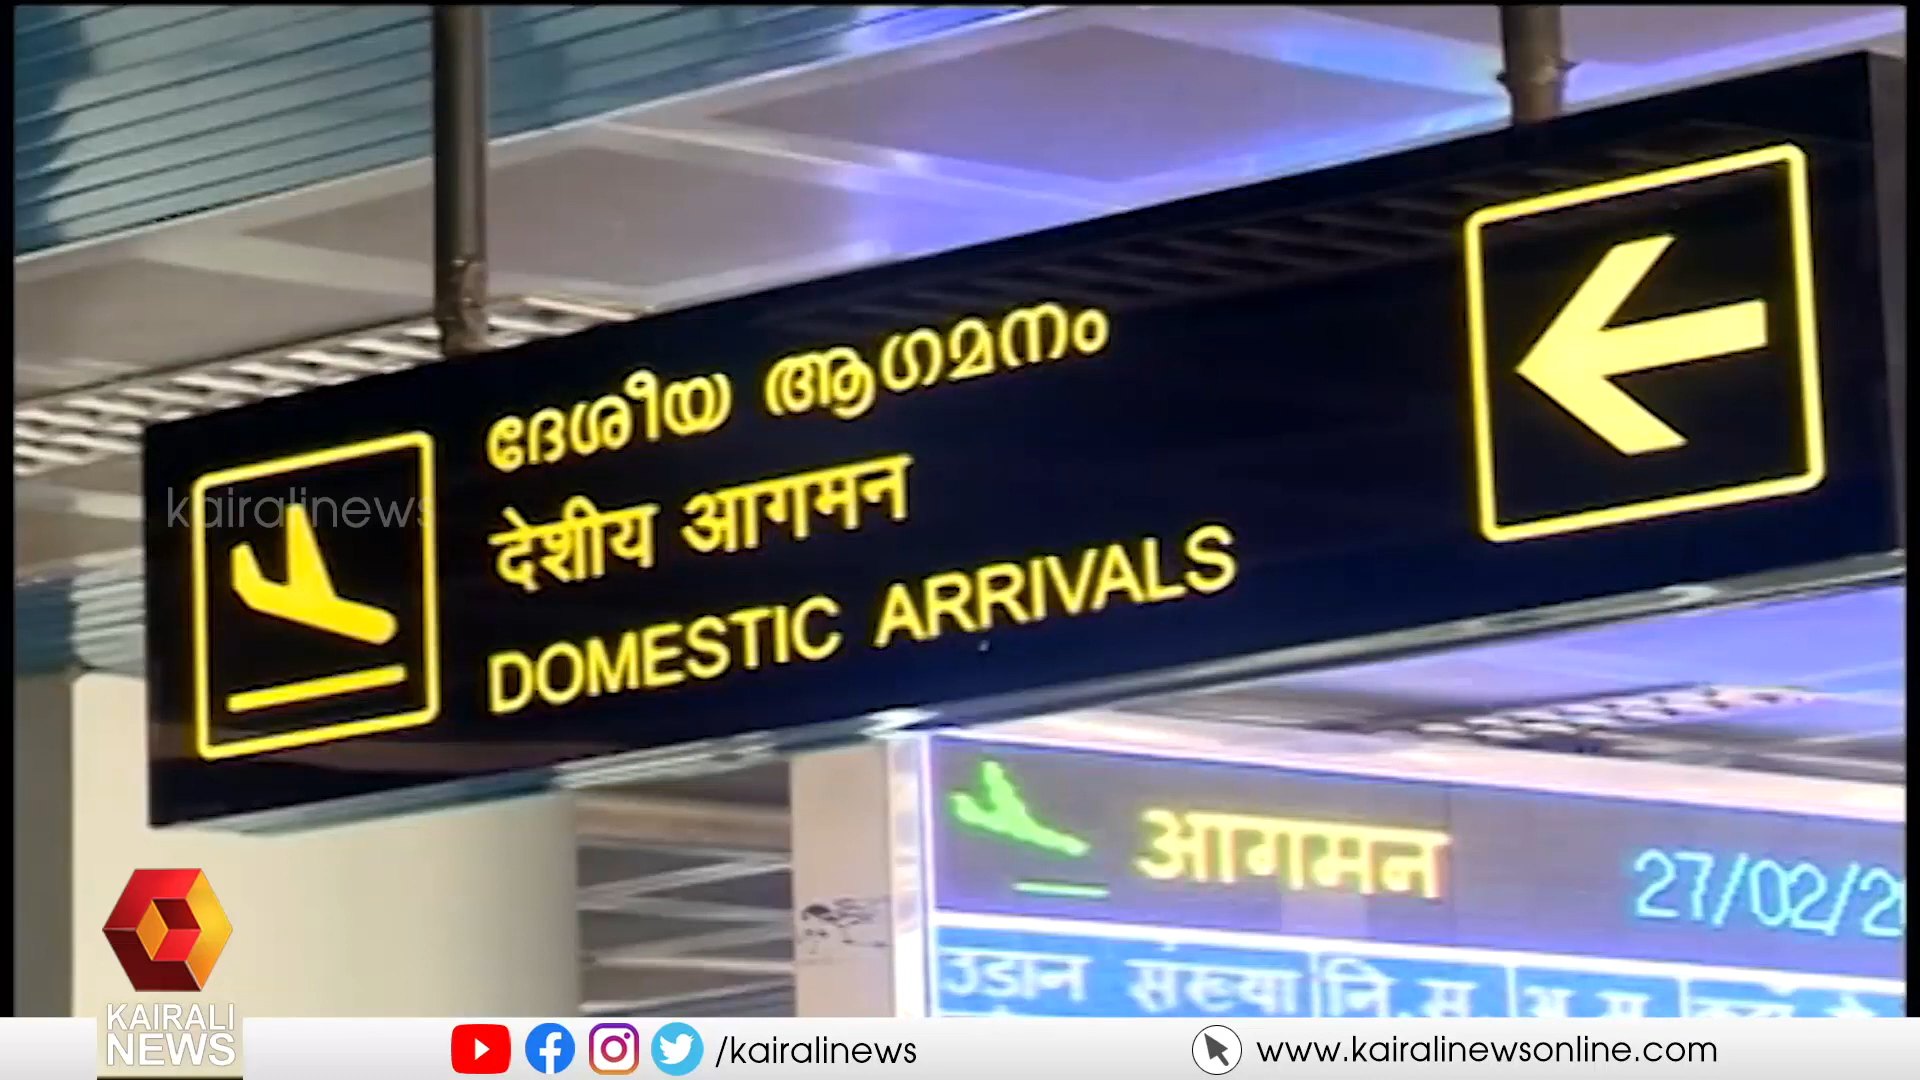 ദേശീയ ആഗമനം
देशीय आगमन
DOMESTIC ARRIVALS
kairalinews
आगमन
27/02/2
उडान संख्या नि.स.
KAIRALI
NEWS
/kairalinews
www.kairalinewsonline.com